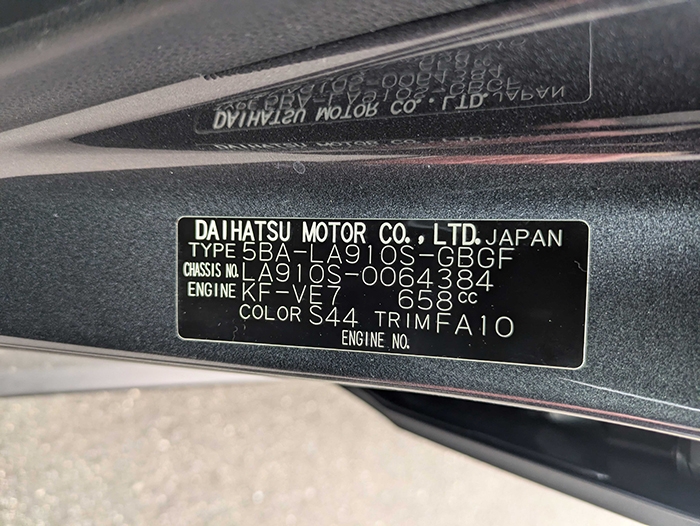 DAIHATSU MOTOR CO., LTD. JAPAN
TYPE 5BA-LA910S-GBGF
CHASSIS NO. LA910S-0064384
ENGINE KF-VE7 658CC
COLOR S44 TRIM FA10
ENGINE NO.